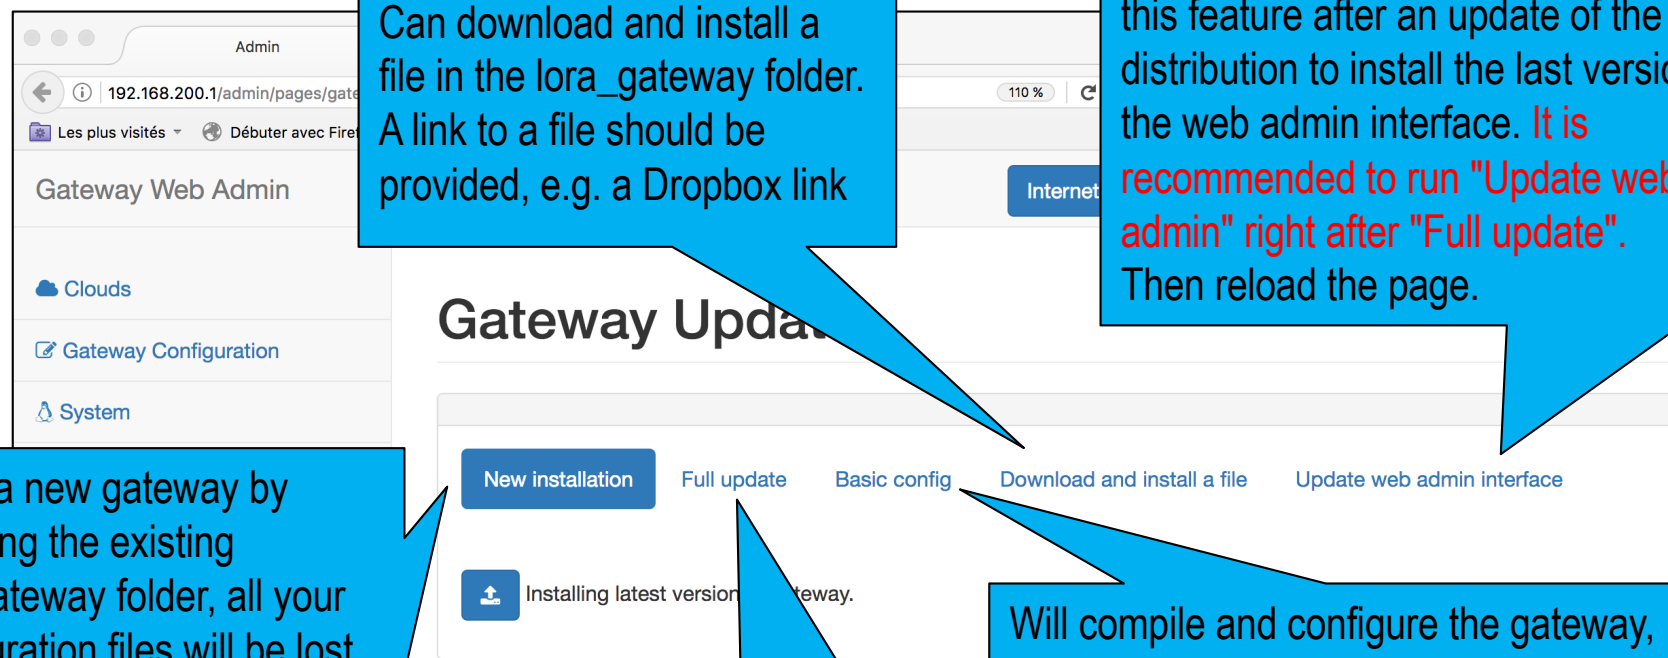 Admin
192.168.200.1/admin/pages/gate
110 %
Les plus visités
Débuter avec Firef
Gateway Web Admin
Internet
Clouds
Gateway Configuration
System
Can download and install a
file in the lora_gateway folder.
A link to a file should be
provided, e.g. a Dropbox link
this feature after an update of the
distribution to install the last versio
the web admin interface. It is
recommended to run "Update web
admin" right after "Full update".
Then reload the page.
Gateway Updat
New installation
Full update
Basic config
Download and install a file
Update web admin interface
a new gateway by
ng the existing
ateway folder, all your
uration files will be lost
Installing latest version teway.
Will compile and configure the gateway,